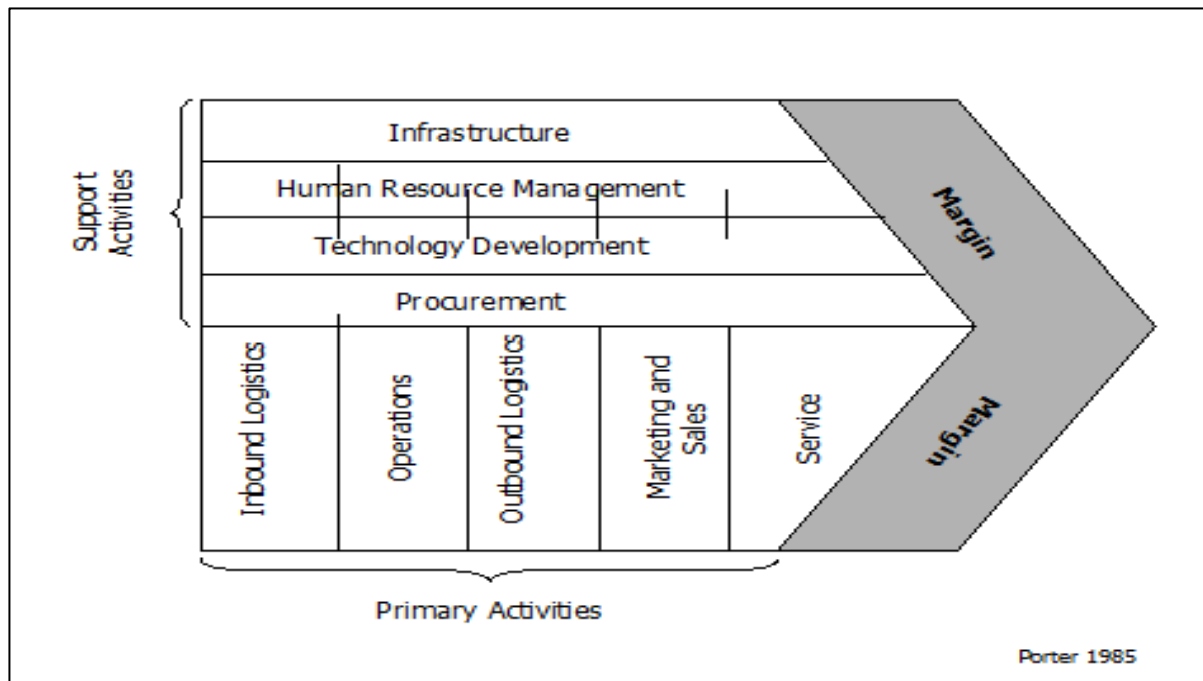 Support
Activities
Infrastructure
Human Resource Management
Technology Development
Procurement
Margin
Margin
Inbound Logistics
Operations
Outbound Logistics
Marketing and
Sales
Service
Primary Activities
Porter 1985